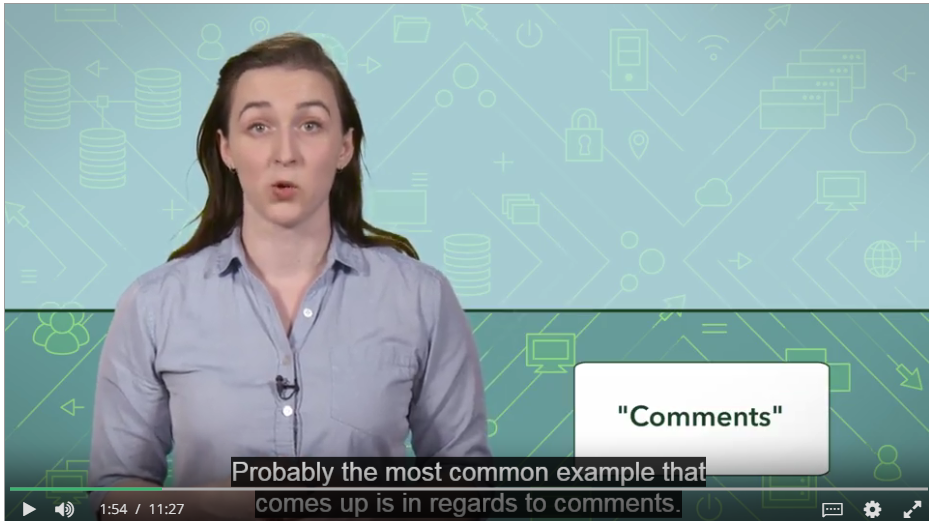 "Comments"
Probably the most common example that
comes up is in regards to comments.
1:54 / 11:27